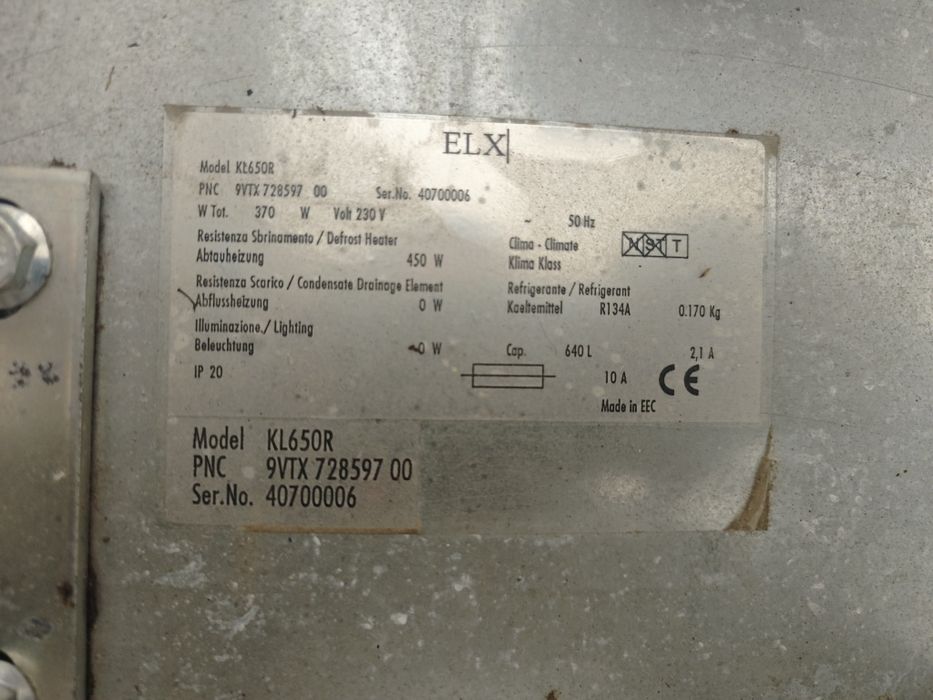 ELX
Model KL650R
PNC 9VTX 728597 00 Ser.No. 40700006
W Tot. 370 W Volt 230 V ~ 50 Hz
Resistenza Sbrinamento / Defrost Heater
Abtauheizung 450 W
Clima - Climate
Klima Klass
N ST T
Resistenza Scarico / Condensate Drainage Element
Abflussheizung 0 W
Refrigerante / Refrigerant
Kaeltemittel R134A 0.170 Kg
Illuminazione / Lighting
Beleuchtung 0 W
Cap. 640 L 2,1 A
IP 20
10 A CE
Made in EEC
Model KL650R
PNC 9VTX 728597 00
Ser.No. 40700006